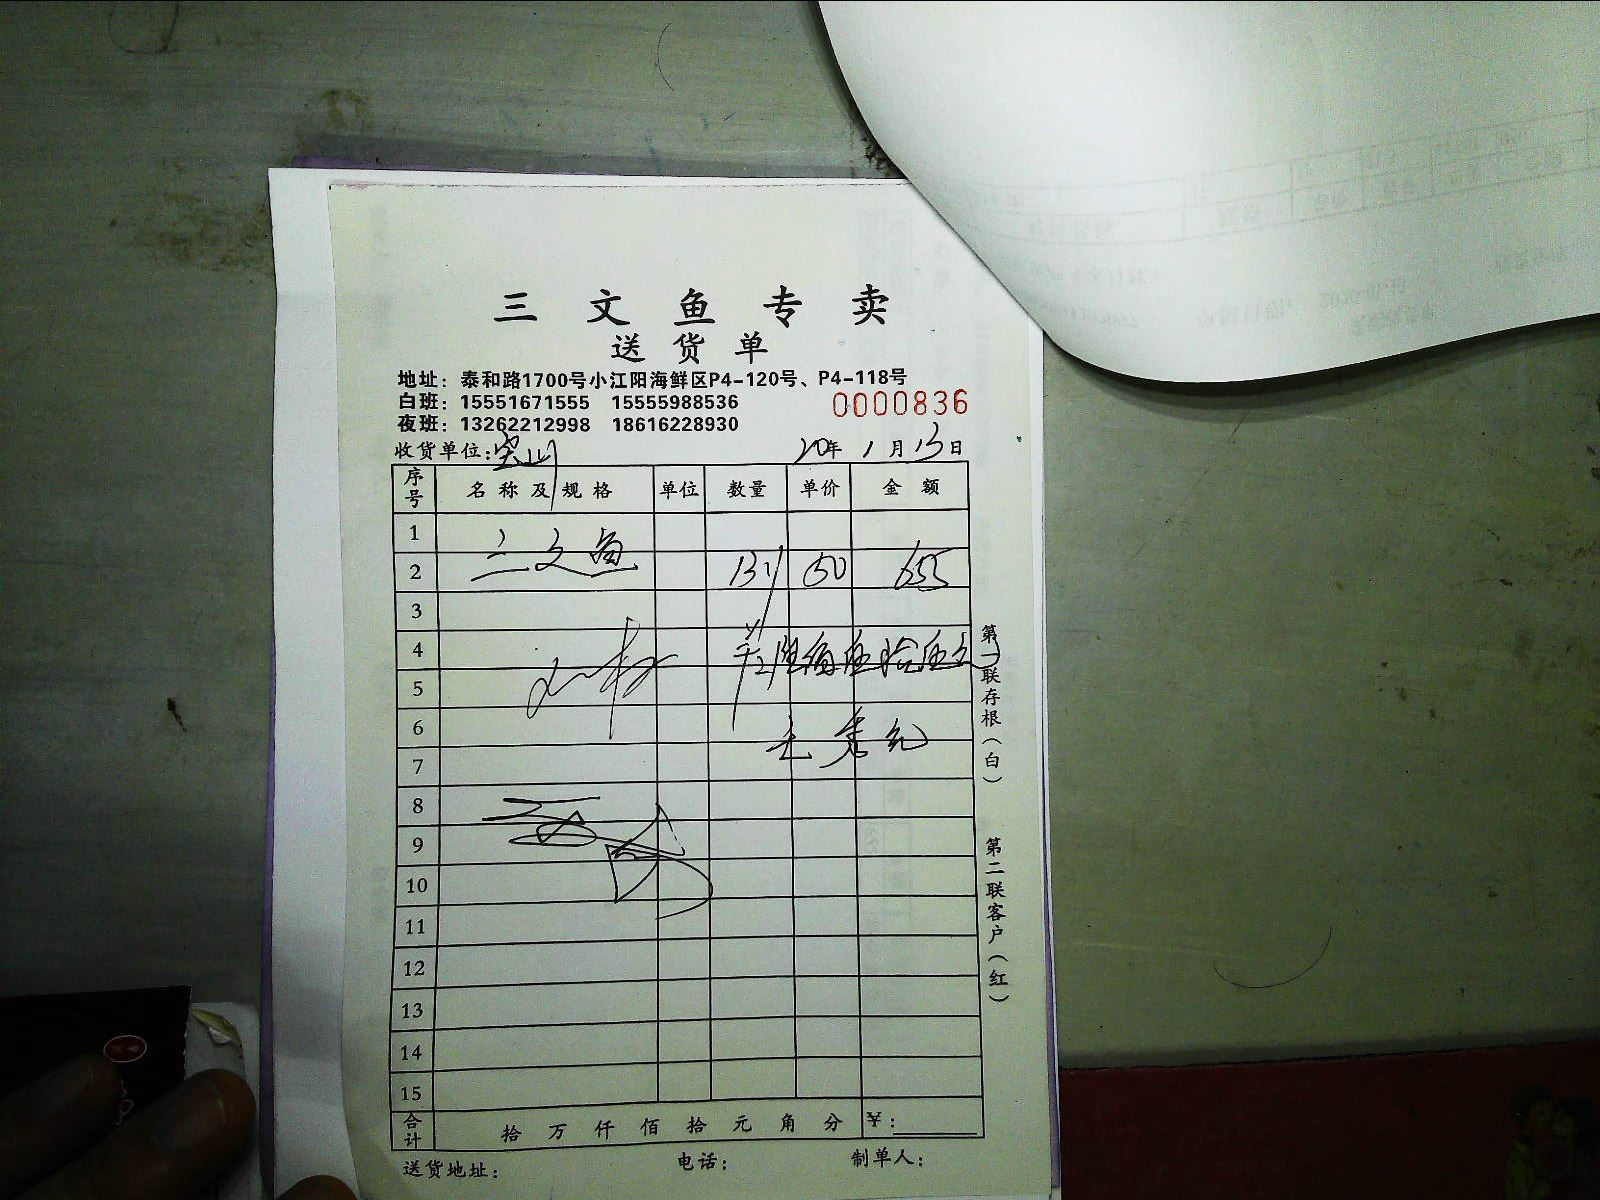 三文鱼专卖
送货单
地址：泰和路1700号小江阳海鲜区P4-120号、P4-118号
白班：15551671555 15555988536
0000836
夜班：13262212998 18616228930
收货单位：宝山 20年1月13日
序号 名称及规格 单位 数量 单价 金额
1
2 三文鱼 131 50 655
3
4
5
6
7
8
9
10
11
12
13
14
15
合计 拾万仟佰拾元角分 ￥：
送货地址： 电话： 制单人：
第一联存根（白）
第二联客户（红）